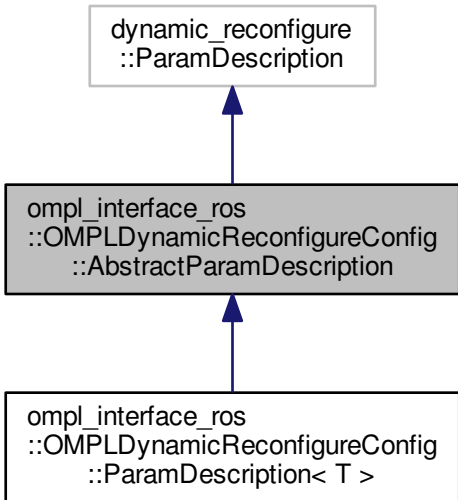 dynamic_reconfigure
::ParamDescription
ompl_interface_ros
::OMPLDynamicReconfigureConfig
::AbstractParamDescription
ompl_interface_ros
::OMPLDynamicReconfigureConfig
::ParamDescription< T >